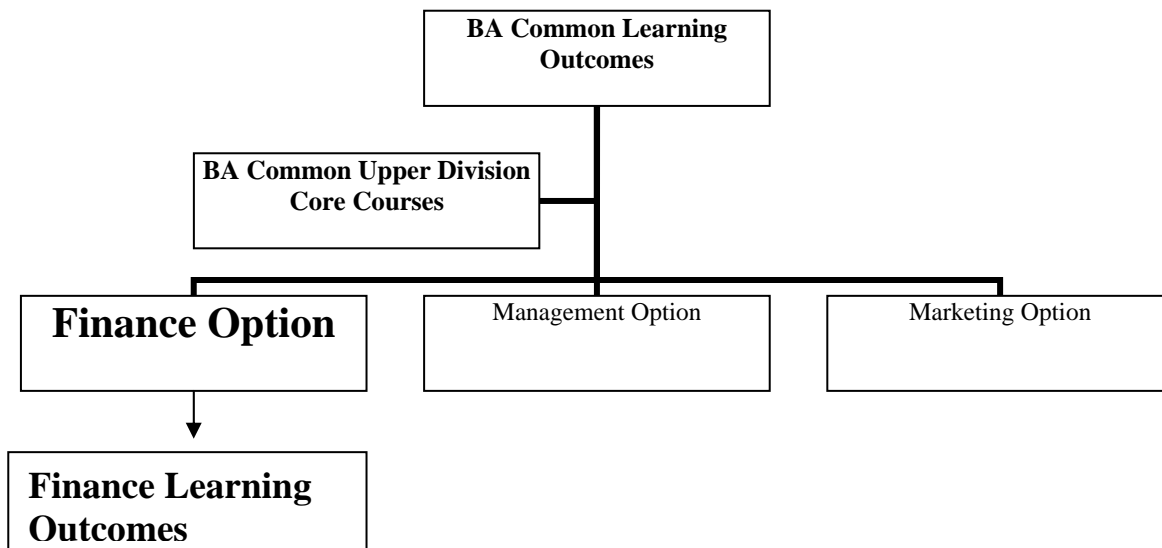 BA Common Learning
Outcomes
BA Common Upper Division
Core Courses
Finance Option
Management Option
Marketing Option
Finance Learning
Outcomes